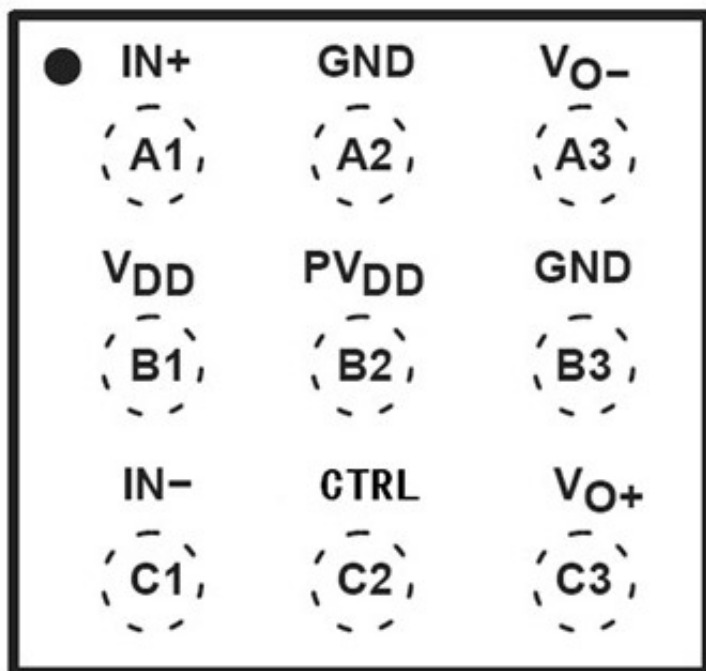 IN+ GND VO−
A1 A2 A3
VDD PVDD GND
B1 B2 B3
IN− CTRL VO+
C1 C2 C3